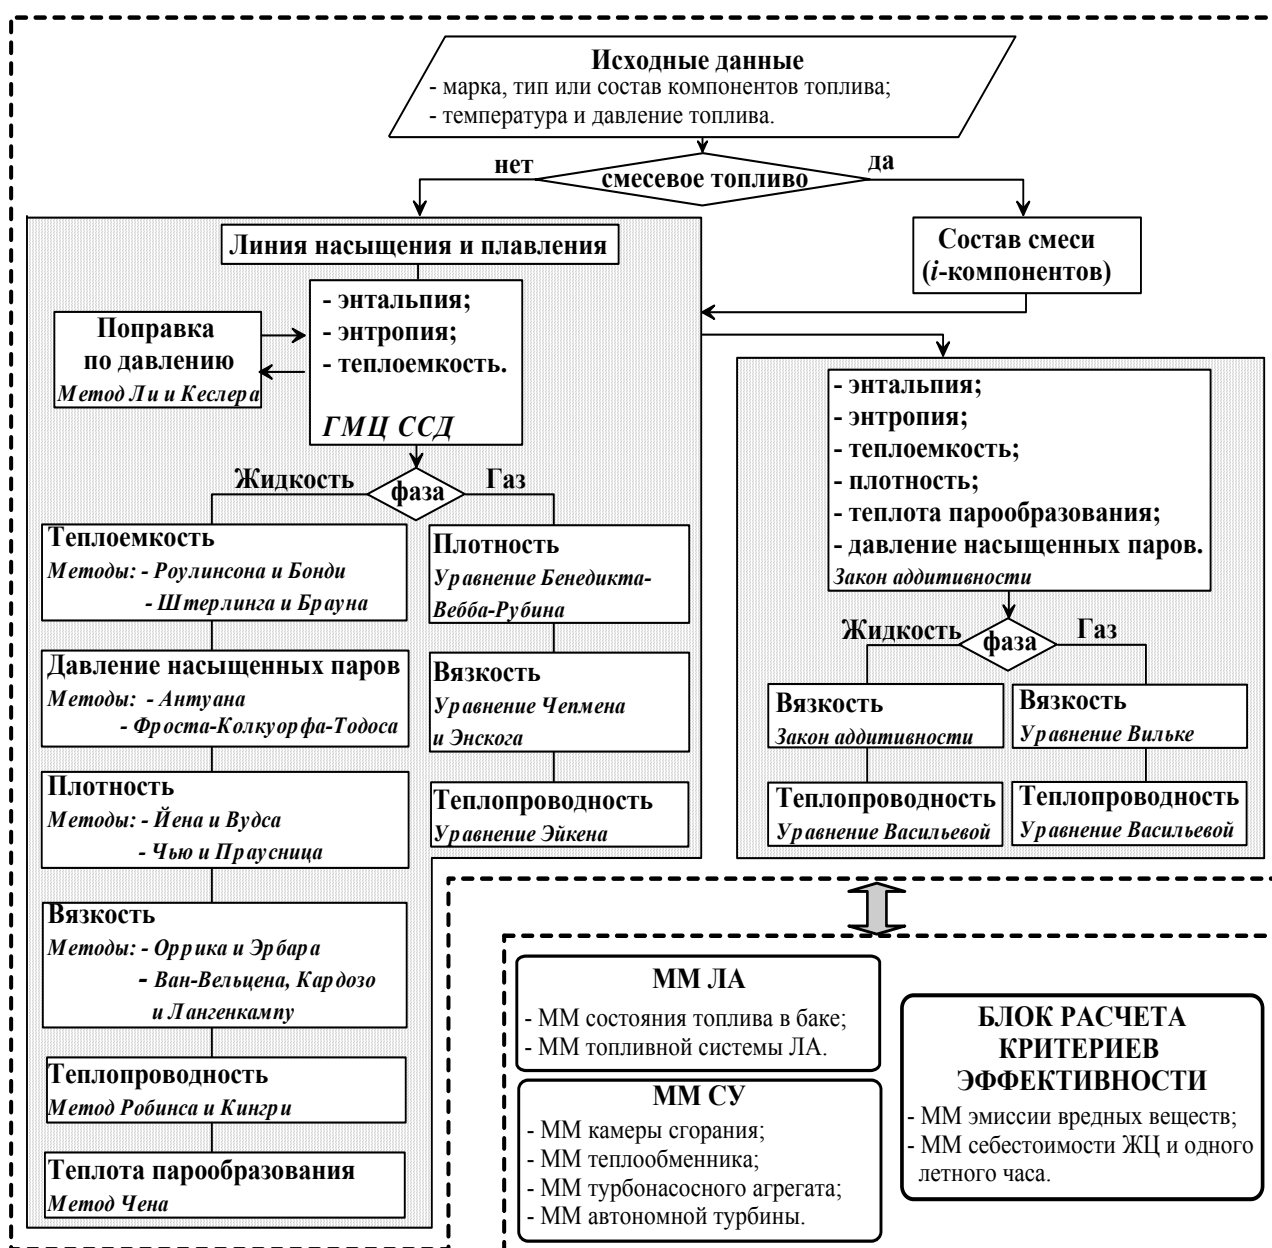 Исходные данные
- марка, тип или состав компонентов топлива;
- температура и давление топлива.
нет
смесевое топливо
да
Линия насыщения и плавления
- энтальпия;
- энтропия;
- теплоемкость.
ГМЦ ССД
Поправка
по давлению
Метод Ли и Кеслера
Жидкость
фаза
Газ
Теплоемкость
Методы: - Роулинсона и Бонди
- Штерлинга и Брауна
Давление насыщенных паров
Методы: - Антуана
- Фроста-Колкуорфа-Тодоса
Плотность
Методы: - Йена и Вудса
- Чью и Праусница
Вязкость
Методы: - Оррика и Эрбара
- Ван-Вельцена, Кардозо
и Лангенкампу
Теплопроводность
Метод Робинса и Кингри
Теплота парообразования
Метод Чена
Плотность
Уравнение Бенедикта-
Вебба-Рубина
Вязкость
Уравнение Чепмена
и Энскога
Теплопроводность
Уравнение Эйкена
Состав смеси
(i-компонентов)
- энтальпия;
- энтропия;
- теплоемкость;
- плотность;
- теплота парообразования;
- давление насыщенных паров.
Закон аддитивности
Жидкость
фаза
Газ
Вязкость
Закон аддитивности
Теплопроводность
Уравнение Васильевой
Вязкость
Уравнение Вильке
Теплопроводность
Уравнение Васильевой
ММ ЛА
- ММ состояния топлива в баке;
- ММ топливной системы ЛА.
ММ СУ
- ММ камеры сгорания;
- ММ теплообменника;
- ММ турбонасосного агрегата;
- ММ автономной турбины.
БЛОК РАСЧЕТА
КРИТЕРИЕВ
ЭФФЕКТИВНОСТИ
- ММ эмиссии вредных веществ;
- ММ себестоимости ЖЦ и одного
летного часа.